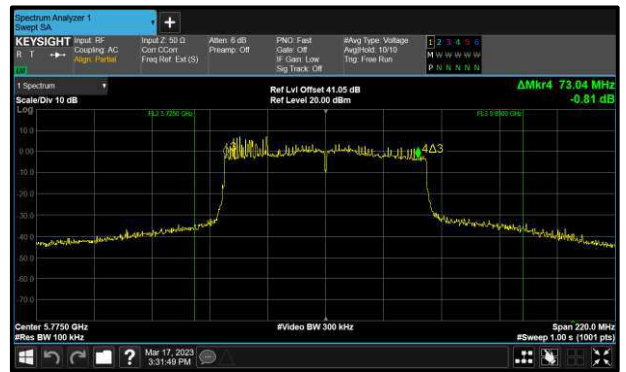 Spectrum Analyzer 1
Swept SA
+
KEYSIGHT Input: RF Input Z: 50 Ω Atten: 6 dB PNO: Fast #Avg Type: Voltage 1 2 3 4 5 6
R T Coupling: AC Corr CCorr Preamp: Off Gate: Off Avg|Hold: 10/10 M W W W W W
Align: Partial Freq Ref: Ext (S) IF Gain: Low Trig: Free Run
Sig Track: Off P N N N N N
1 Spectrum Ref Lvl Offset 41.05 dB ΔMkr4 73.04 MHz
Scale/Div 10 dB Ref Level 20.00 dBm -0.81 dB
Log
10.0
0.00
-10.0
-20.0
-30.0
-40.0
-50.0
-60.0
-70.0
4Δ3
Center 5.7750 GHz #Video BW 300 kHz Span 220.0 MHz
#Res BW 100 kHz #Sweep 1.00 s (1001 pts)
? Mar 17, 2023
3:31:49 PM